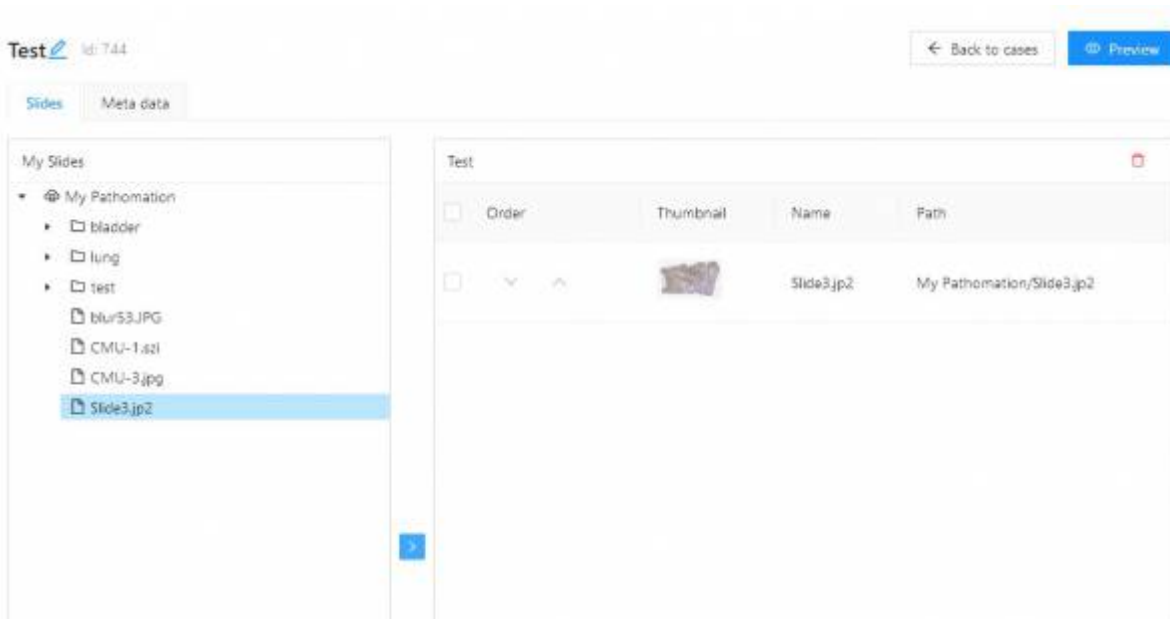 Test Id: 744
← Back to cases
Preview
Slides Meta data
My Slides
My Pathomation
bladder
lung
test
blur53.JPG
CMU-1.szi
CMU-3.jpg
Slide3.jp2
Test
Order Thumbnail Name Path
Slide3.jp2 My Pathomation/Slide3.jp2